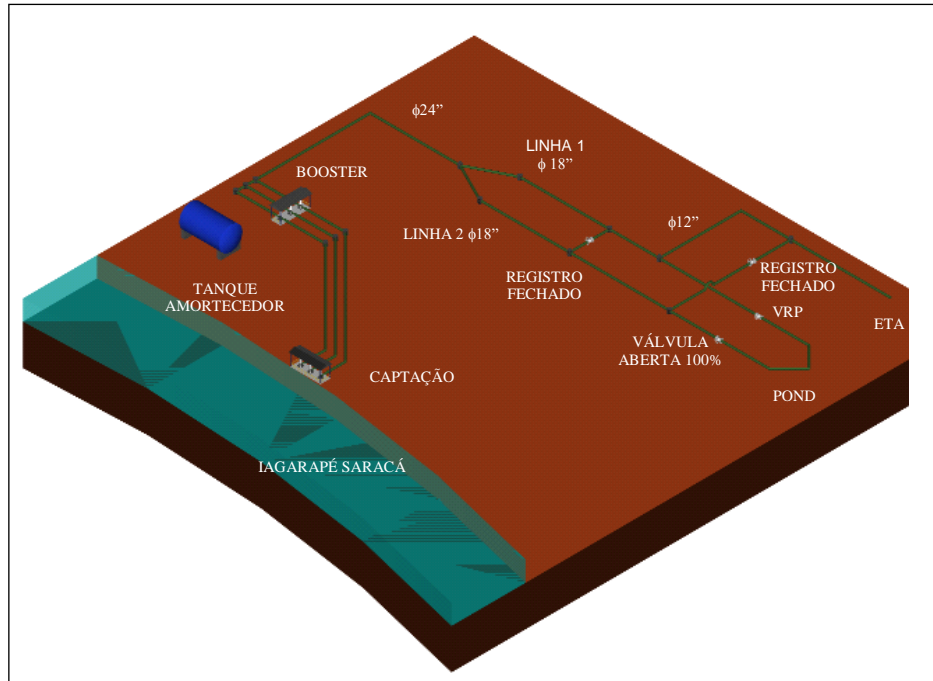 ϕ24”
LINHA 1
ϕ 18”
BOOSTER
ϕ12”
LINHA 2 ϕ18”
REGISTRO
FECHADO
REGISTRO
FECHADO
TANQUE
AMORTECEDOR
VRP
ETA
VÁLVULA
ABERTA 100%
CAPTAÇÃO
POND
IAGARAPÉ SARACÁ